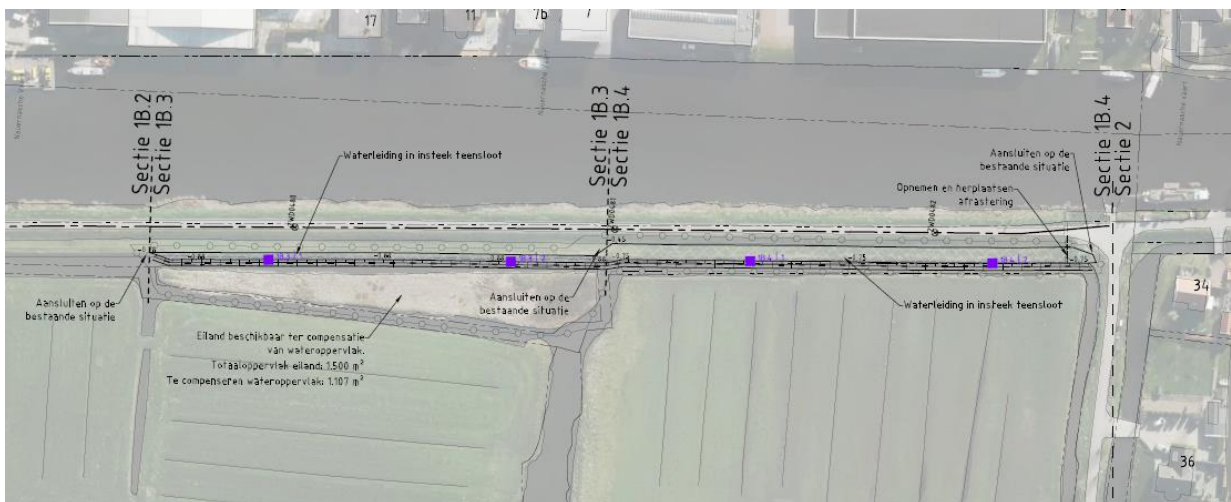 17
11
7b
7
Sectie 1B.2
Sectie 1B.3
Waterleiding in insteek teensloot
Sectie 1B.3
Sectie 1B.4
Aansluiten op de
bestaande situatie
Opnemen en herplaatsen
afrastering
Sectie 1B.4
Sectie 2
Nauernasche vaart
Aansluiten op de
bestaande situatie
Aansluiten op de
bestaande situatie
Waterleiding in insteek teensloot
Eiland beschikbaar ter compensatie
van wateroppervlak.
Totaaloppervlak eiland: 1.500 m²
Te compenseren wateroppervlak: 1.107 m²
34
36